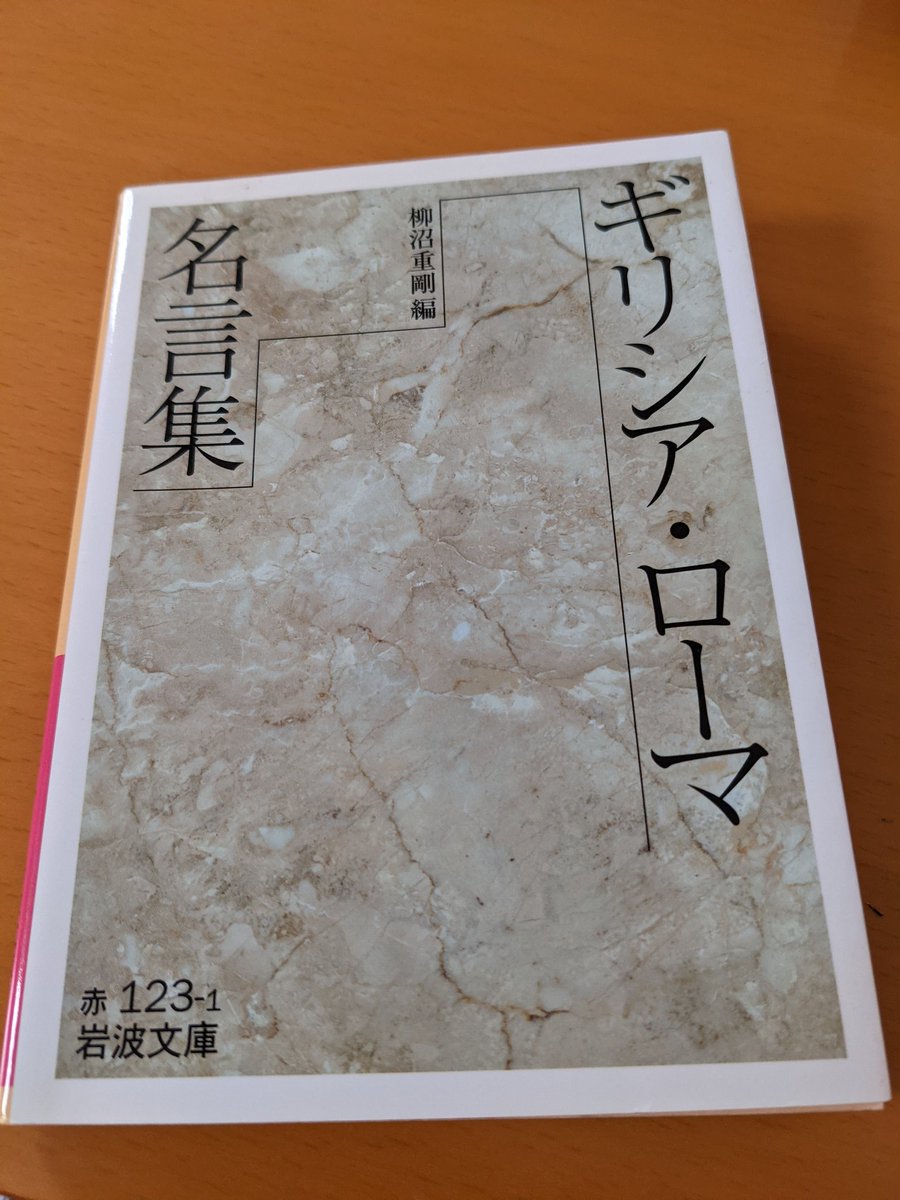 ギリシア・ローマ
名言集
柳沼重剛編
赤 123-1
岩波文庫